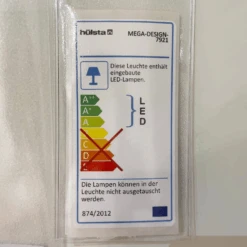 hülsta MEGA-DESIGN-
7921
Diese Leuchte enthält
eingebaute
LED-Lampen.
A++
A+
A
B
C
D
E
L
E
D
Die Lampen können in der
Leuchte nicht ausgetauscht
werden.
874/2012